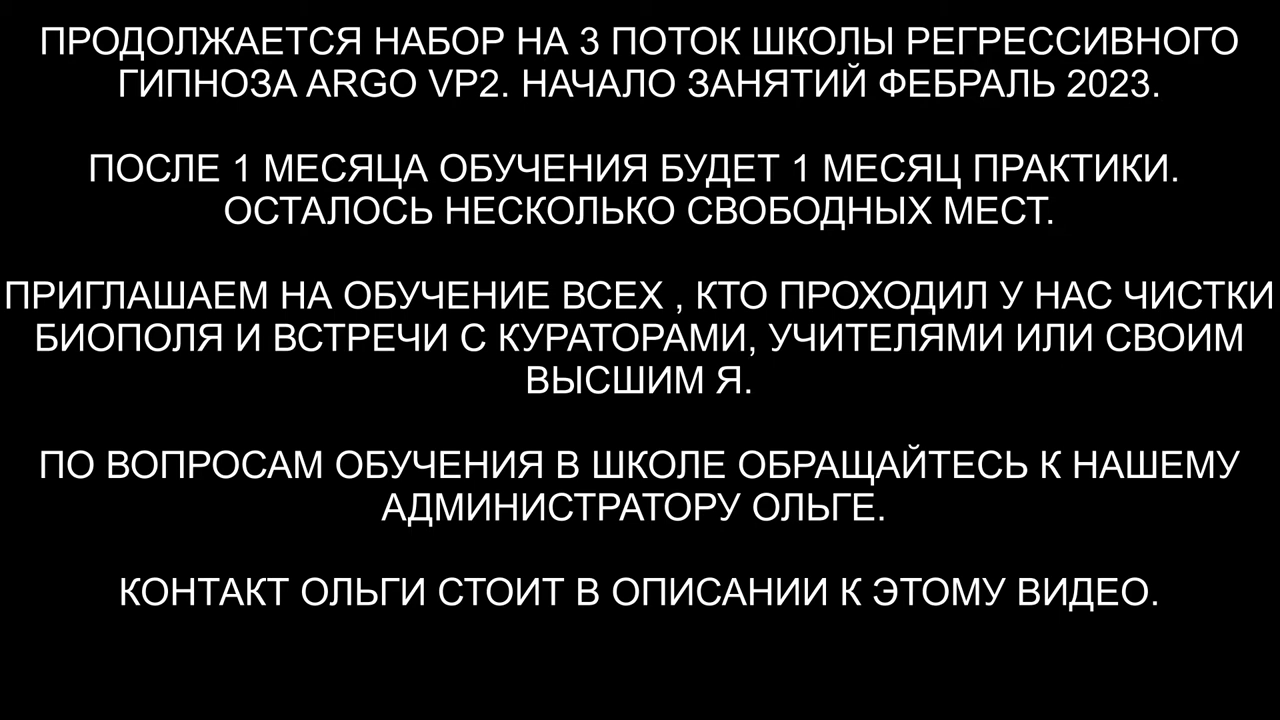 ПРОДОЛЖАЕТСЯ НАБОР НА 3 ПОТОК ШКОЛЫ РЕГРЕССИВНОГО
ГИПНОЗА ARGO VP2. НАЧАЛО ЗАНЯТИЙ ФЕБРАЛЬ 2023.
ПОСЛЕ 1 МЕСЯЦА ОБУЧЕНИЯ БУДЕТ 1 МЕСЯЦ ПРАКТИКИ.
ОСТАЛОСЬ НЕСКОЛЬКО СВОБОДНЫХ МЕСТ.
ПРИГЛАШАЕМ НА ОБУЧЕНИЕ ВСЕХ , КТО ПРОХОДИЛ У НАС ЧИСТКИ
БИОПОЛЯ И ВСТРЕЧИ С КУРАТОРАМИ, УЧИТЕЛЯМИ ИЛИ СВОИМ
ВЫСШИМ Я.
ПО ВОПРОСАМ ОБУЧЕНИЯ В ШКОЛЕ ОБРАЩАЙТЕСЬ К НАШЕМУ
АДМИНИСТРАТОРУ ОЛЬГЕ.
КОНТАКТ ОЛЬГИ СТОИТ В ОПИСАНИИ К ЭТОМУ ВИДЕО.